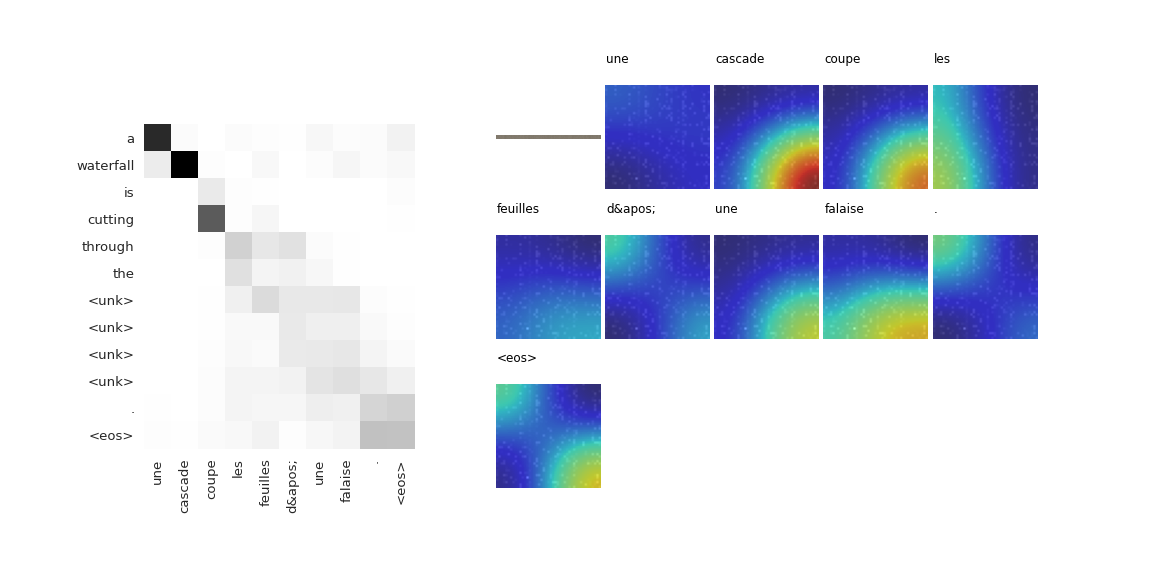 a
waterfall
is
cutting
through
the
<unk>
<unk>
<unk>
<unk>
.
<eos>
une
cascade
coupe
les
feuilles
d&apos;
une
falaise
.
<eos>
une cascade coupe les
feuilles d&apos; une falaise .
<eos>